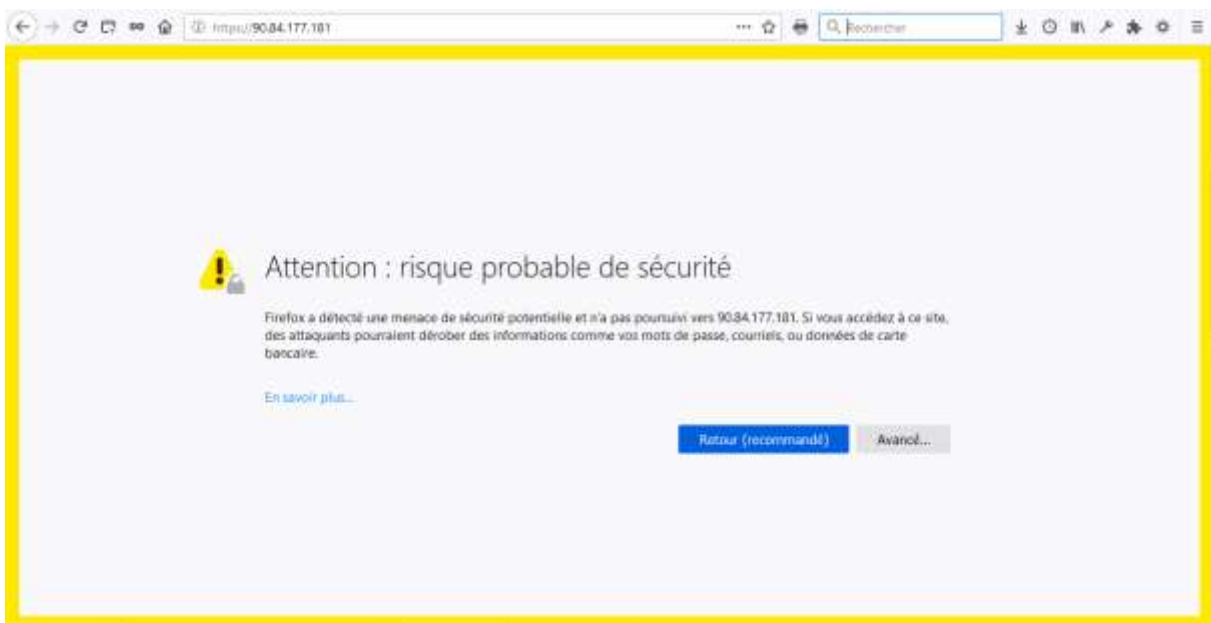 https://90.84.177.181
Rechercher
Attention : risque probable de sécurité
Firefox a détecté une menace de sécurité potentielle et n'a pas poursuivi vers 90.84.177.181. Si vous accédez à ce site,
des attaquants pourraient dérober des informations comme vos mots de passe, courriels, ou données de carte
bancaire.
En savoir plus...
Retour (recommandé)
Avancé...